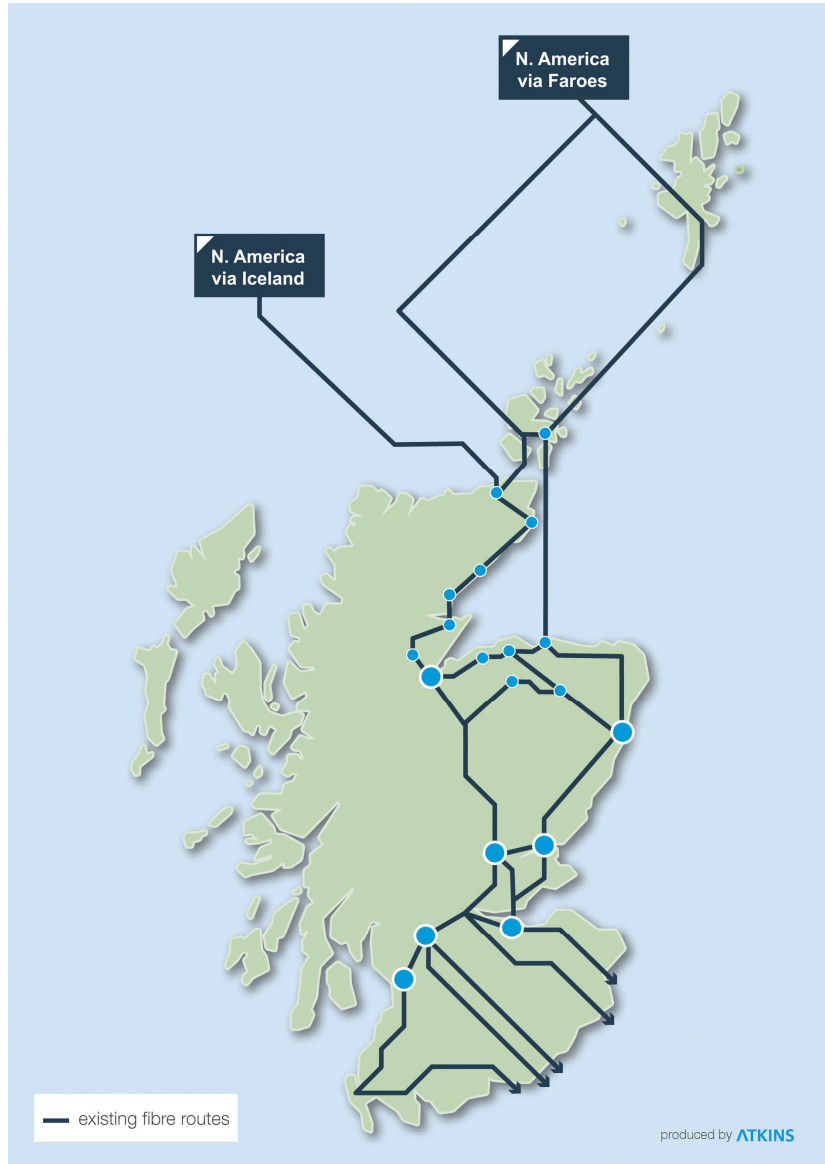 N. America
via Faroes
N. America
via Iceland
existing fibre routes
produced by ATKINS